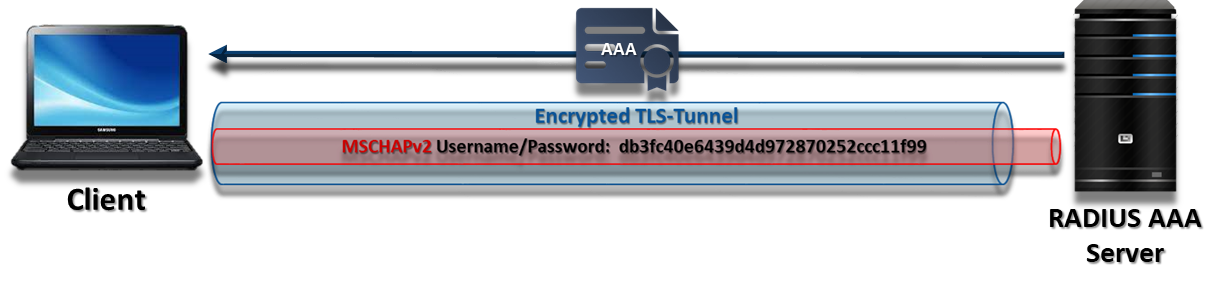 AAA
Encrypted TLS-Tunnel
MSCHAPv2 Username/Password: db3fc40e6439d4d972870252ccc11f99
SAMSUNG
Client
RADIUS AAA
Server